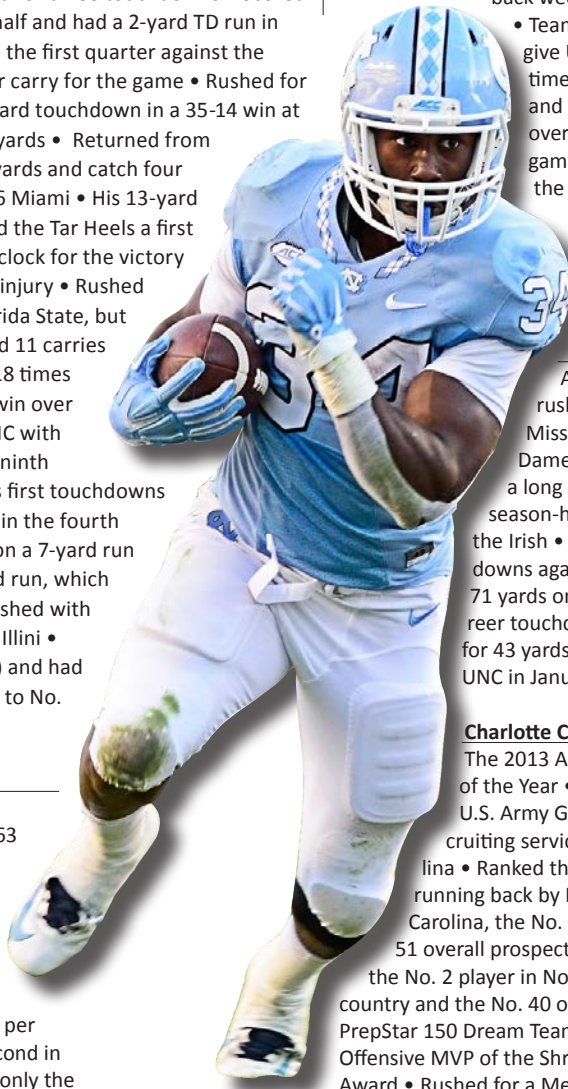 half and had a 2-yard TD run in
the first quarter against the
r carry for the game • Rushed for
ard touchdown in a 35-14 win at
yards • Returned from
yards and catch four
6 Miami • His 13-yard
d the Tar Heels a first
clock for the victory
injury • Rushed
rida State, but
d 11 carries
18 times
win over
NC with
ninth
s first touchdowns
in the fourth
on a 7-yard run
d run, which
shed with
Illini •
) and had
to No.
63
per
cond in
only the
ACC
ACC
34
34
back wee
• Team
give U
time
and
over
gam
the
A
rush
Miss
Dame
a long
season-h
the Irish •
downs aga
71 yards on
reer touchd
for 43 yards
UNC in Janu
Charlotte C
The 2013 A
of the Year •
U.S. Army G
cruiting servic
lina • Ranked th
running back by
Carolina, the No.
51 overall prospect
the No. 2 player in No
country and the No. 40 o
PrepStar 150 Dream Team
Offensive MVP of the Shr
Award • Rushed for a Me